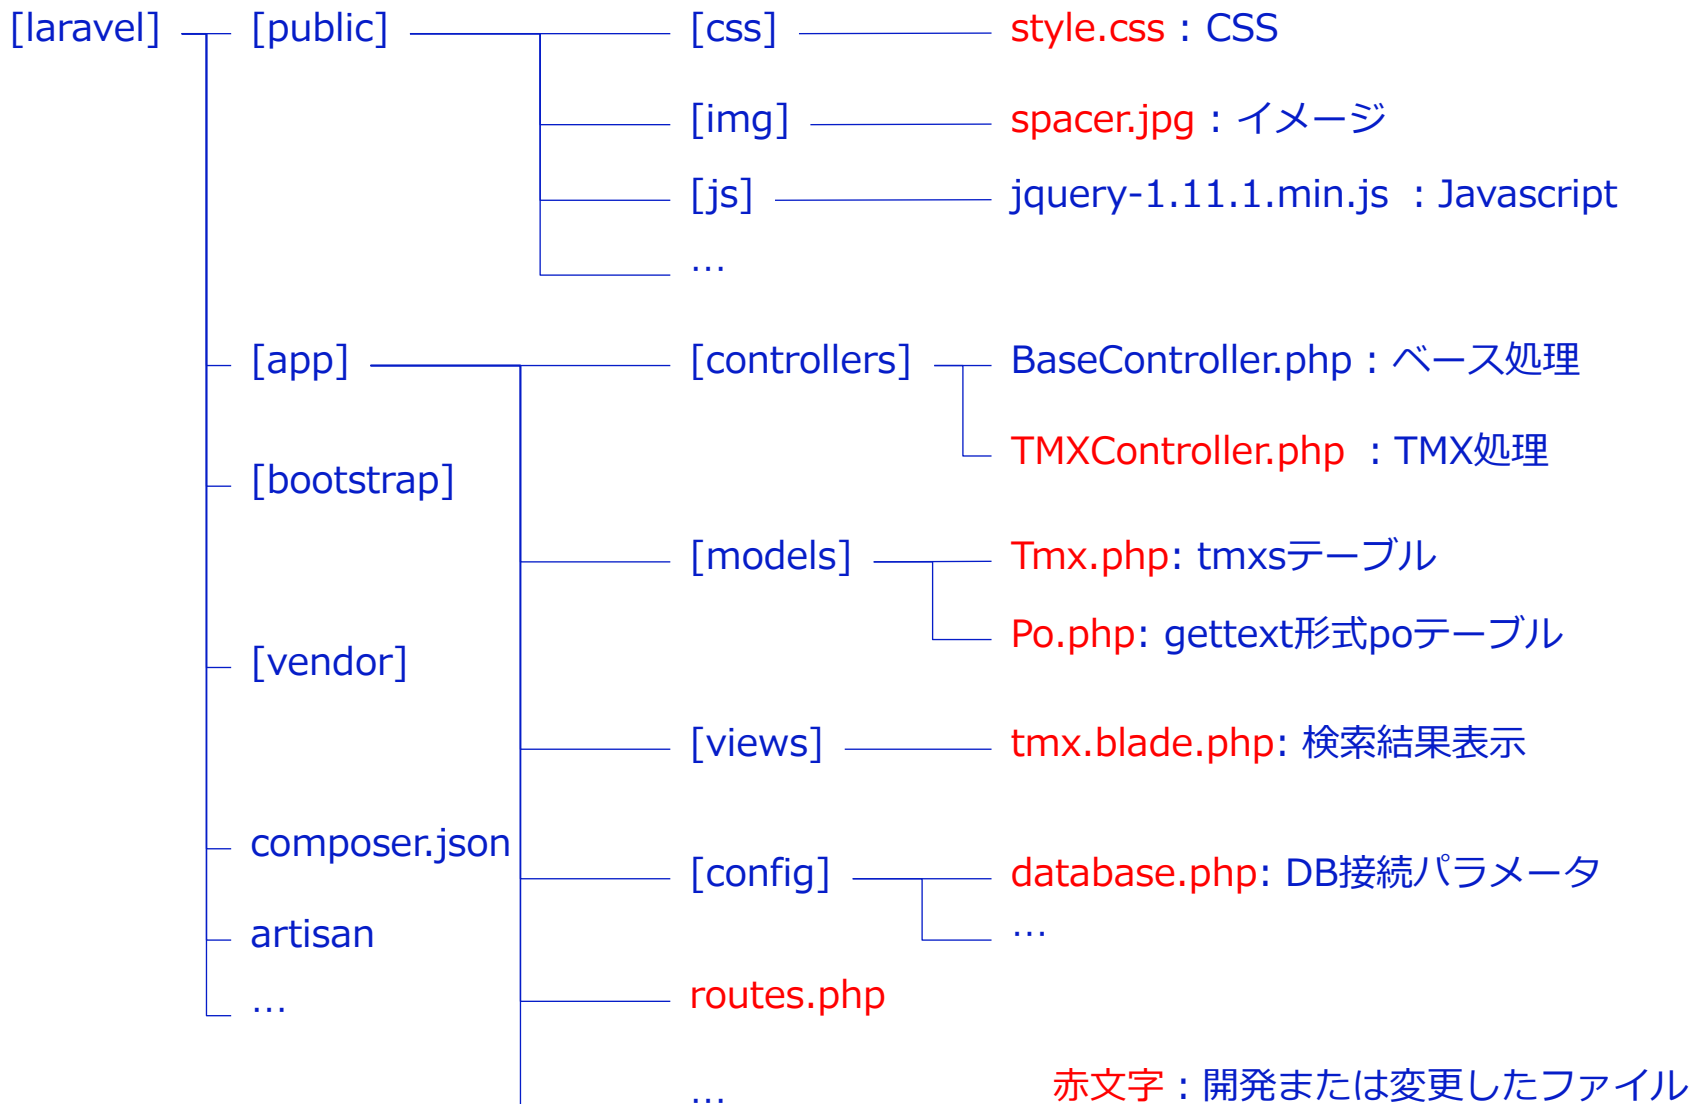 [laravel] [public] [css] style.css : CSS
[img] spacer.jpg : イメージ
[js] jquery-1.11.1.min.js : Javascript
…
[app] [controllers] BaseController.php : ベース処理
TMXController.php : TMX処理
[bootstrap]
[models] Tmx.php: tmxsテーブル
Po.php: gettext形式poテーブル
[vendor]
[views] tmx.blade.php: 検索結果表示
composer.json
[config] database.php: DB接続パラメータ
artisan …
routes.php
…
赤文字 : 開発または変更したファイル
…